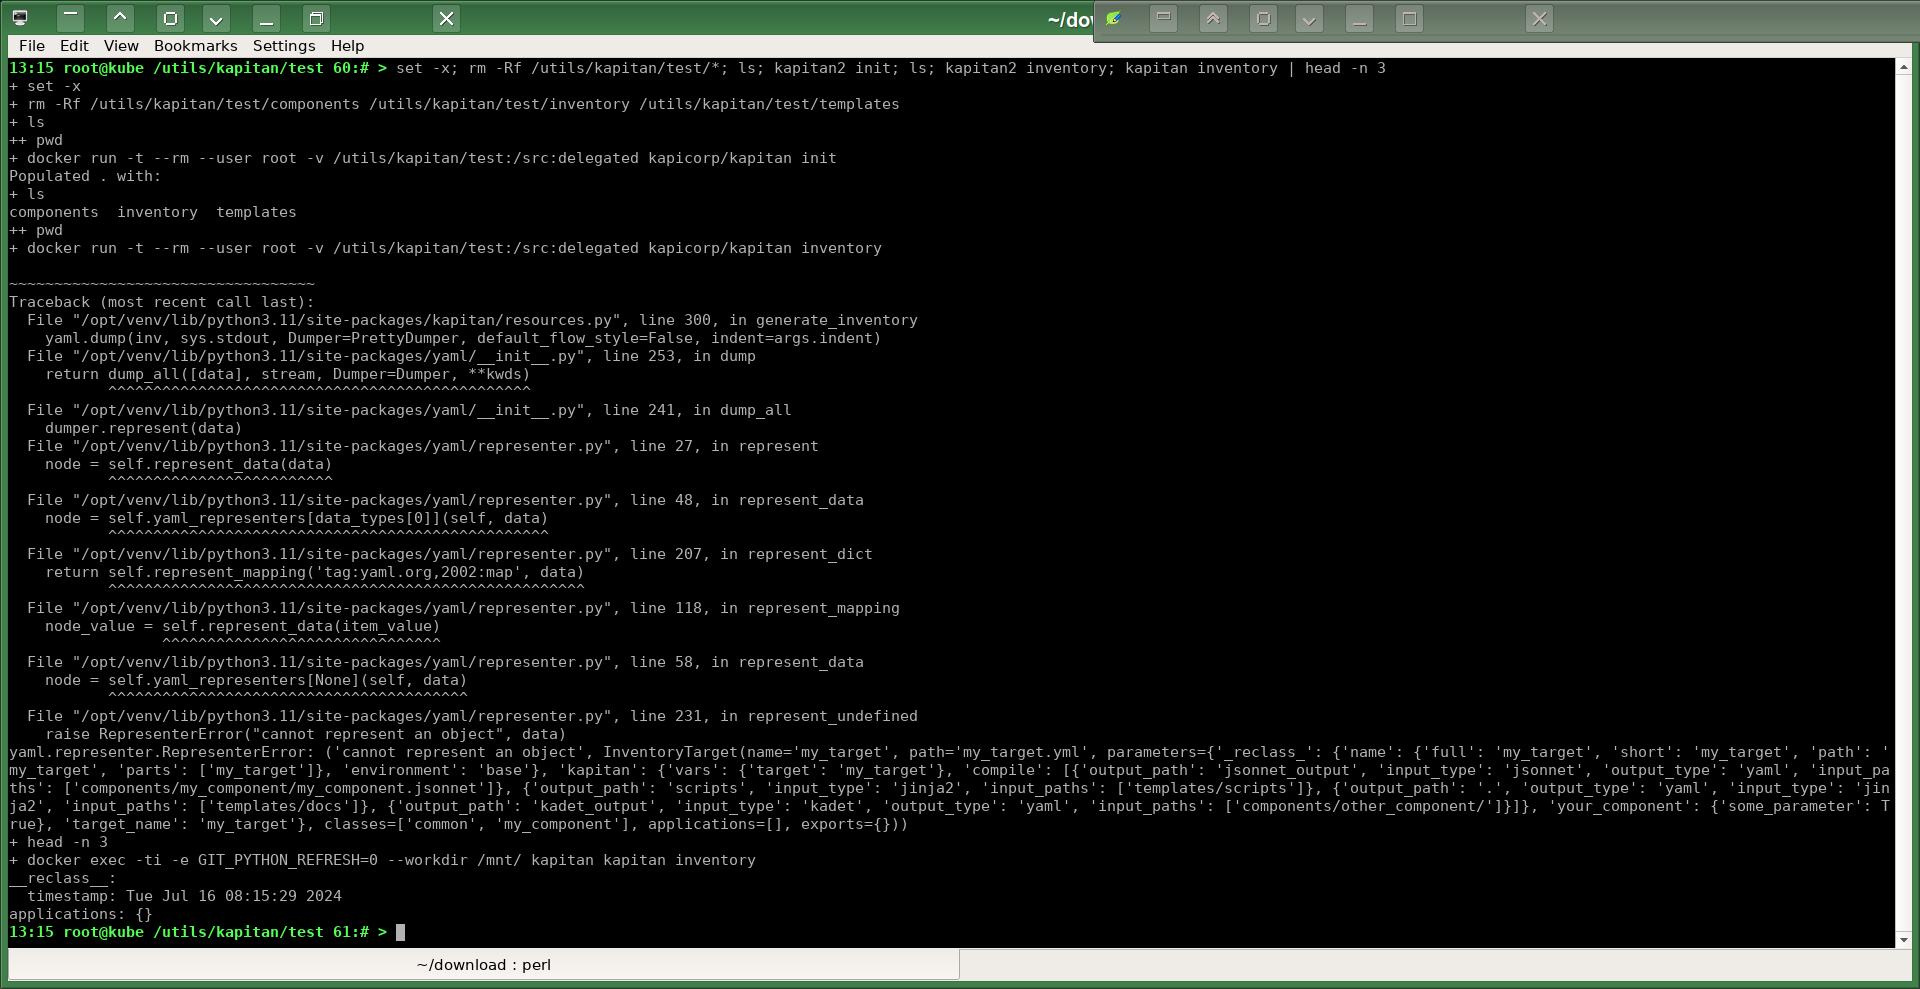 ~/dov
File Edit View Bookmarks Settings Help
13:15 root@kube /utils/kapitan/test 60:# > set -x; rm -Rf /utils/kapitan/test/*; ls; kapitan2 init; ls; kapitan2 inventory; kapitan inventory | head -n 3
+ set -x
+ rm -Rf /utils/kapitan/test/components /utils/kapitan/test/inventory /utils/kapitan/test/templates
+ ls
++ pwd
+ docker run -t --rm --user root -v /utils/kapitan/test:/src:delegated kapicorp/kapitan init
Populated . with:
+ ls
components  inventory  templates
++ pwd
+ docker run -t --rm --user root -v /utils/kapitan/test:/src:delegated kapicorp/kapitan inventory
~~~~~~~~~~~~~~~~~~~~~~~~~~~~~~~~~~
Traceback (most recent call last):
  File "/opt/venv/lib/python3.11/site-packages/kapitan/resources.py", line 300, in generate_inventory
    yaml.dump(inv, sys.stdout, Dumper=PrettyDumper, default_flow_style=False, indent=args.indent)
  File "/opt/venv/lib/python3.11/site-packages/yaml/__init__.py", line 253, in dump
    return dump_all([data], stream, Dumper=Dumper, **kwds)
           ^^^^^^^^^^^^^^^^^^^^^^^^^^^^^^^^^^^^^^^^^^^^^^^
  File "/opt/venv/lib/python3.11/site-packages/yaml/__init__.py", line 241, in dump_all
    dumper.represent(data)
  File "/opt/venv/lib/python3.11/site-packages/yaml/representer.py", line 27, in represent
    node = self.represent_data(data)
           ^^^^^^^^^^^^^^^^^^^^^^^^^
  File "/opt/venv/lib/python3.11/site-packages/yaml/representer.py", line 48, in represent_data
    node = self.yaml_representers[data_types[0]](self, data)
           ^^^^^^^^^^^^^^^^^^^^^^^^^^^^^^^^^^^^^^^^^^^^^^^^^
  File "/opt/venv/lib/python3.11/site-packages/yaml/representer.py", line 207, in represent_dict
    return self.represent_mapping('tag:yaml.org,2002:map', data)
           ^^^^^^^^^^^^^^^^^^^^^^^^^^^^^^^^^^^^^^^^^^^^^^^^^^^^^
  File "/opt/venv/lib/python3.11/site-packages/yaml/representer.py", line 118, in represent_mapping
    node_value = self.represent_data(item_value)
                 ^^^^^^^^^^^^^^^^^^^^^^^^^^^^^^^
  File "/opt/venv/lib/python3.11/site-packages/yaml/representer.py", line 58, in represent_data
    node = self.yaml_representers[None](self, data)
           ^^^^^^^^^^^^^^^^^^^^^^^^^^^^^^^^^^^^^^^^
  File "/opt/venv/lib/python3.11/site-packages/yaml/representer.py", line 231, in represent_undefined
    raise RepresenterError("cannot represent an object", data)
yaml.representer.RepresenterError: ('cannot represent an object', InventoryTarget(name='my_target', path='my_target.yml', parameters={'_reclass_': {'name': {'full': 'my_target', 'short': 'my_target', 'path': '
my_target', 'parts': ['my_target']}, 'environment': 'base'}, 'kapitan': {'vars': {'target': 'my_target'}, 'compile': [{'output_path': 'jsonnet_output', 'input_type': 'jsonnet', 'output_type': 'yaml', 'input_pa
ths': ['components/my_component/my_component.jsonnet']}, {'output_path': 'scripts', 'input_type': 'jinja2', 'input_paths': ['templates/scripts']}, {'output_path': '.', 'output_type': 'yaml', 'input_type': 'jin
ja2', 'input_paths': ['templates/docs']}, {'output_path': 'kadet_output', 'input_type': 'kadet', 'output_type': 'yaml', 'input_paths': ['components/other_component/']}]}, 'your_component': {'some_parameter': T
rue}, 'target_name': 'my_target'}, classes=['common', 'my_component'], applications=[], exports={}))
+ head -n 3
+ docker exec -ti -e GIT_PYTHON_REFRESH=0 --workdir /mnt/ kapitan kapitan inventory
__reclass__:
  timestamp: Tue Jul 16 08:15:29 2024
applications: {}
13:15 root@kube /utils/kapitan/test 61:# >
~/download : perl